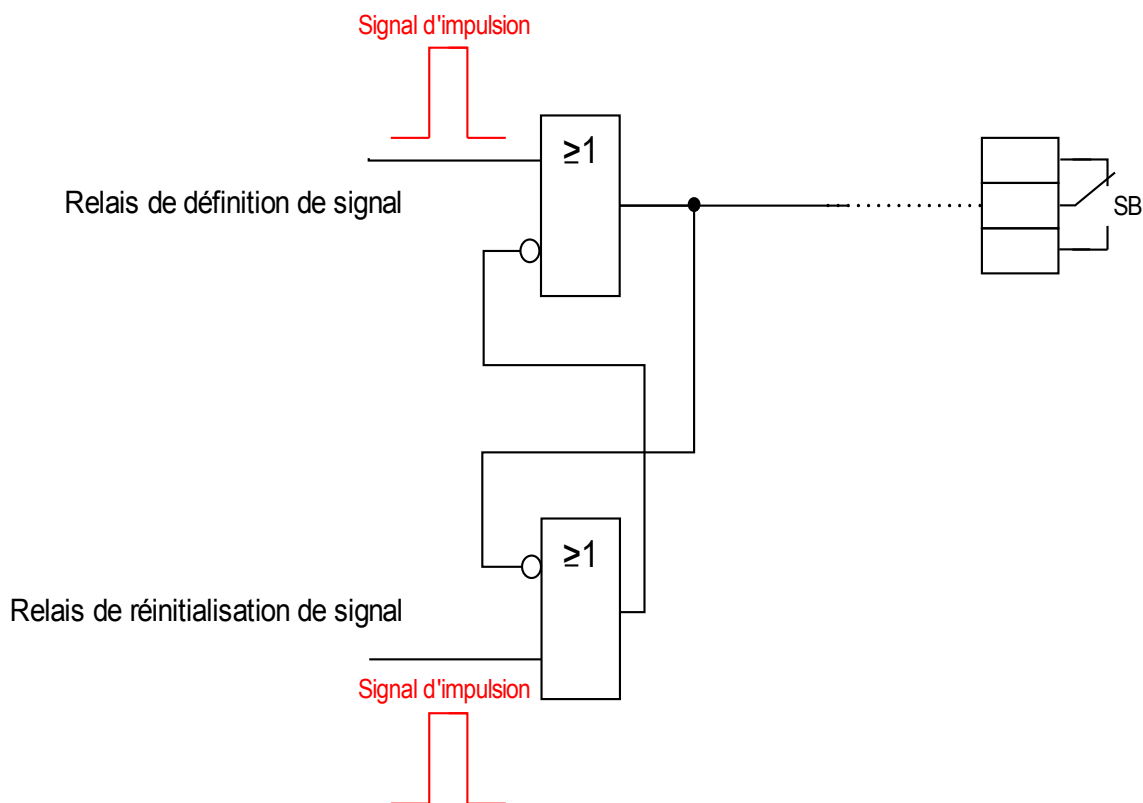 Signal d'impulsion
≥1
Relais de définition de signal
SB
≥1
Relais de réinitialisation de signal
Signal d'impulsion